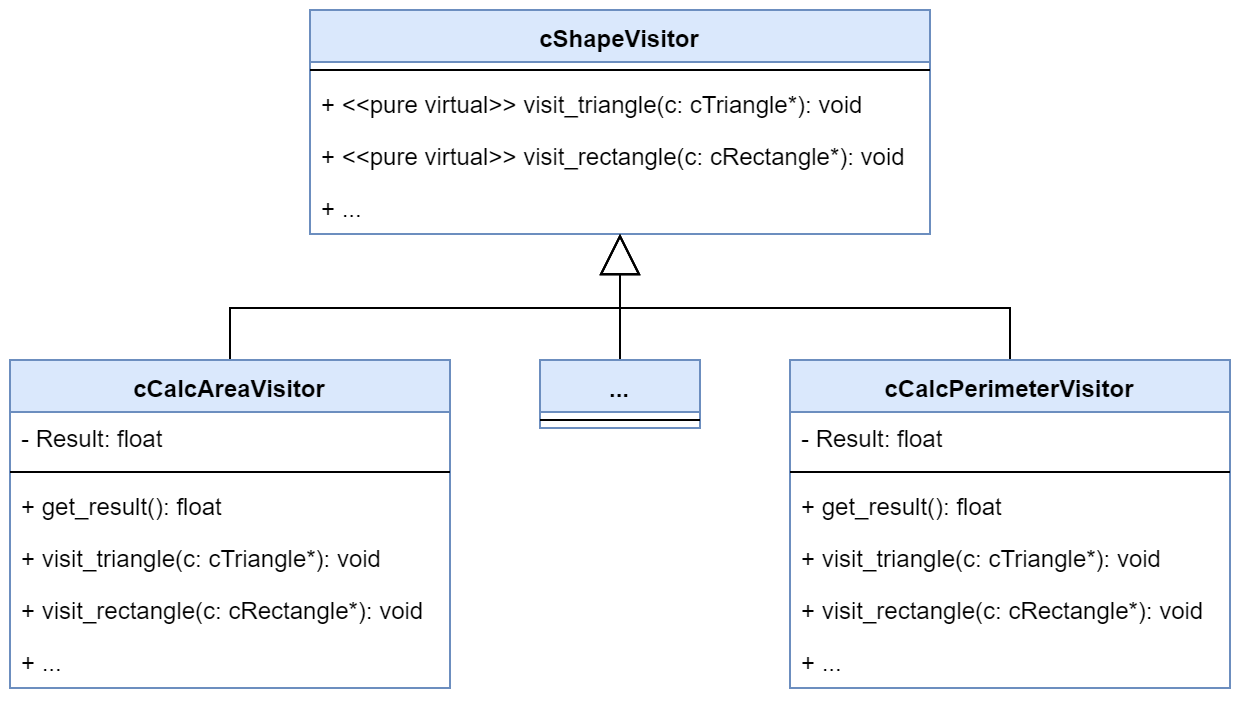 cShapeVisitor
+ <<pure virtual>> visit_triangle(c: cTriangle*): void
+ <<pure virtual>> visit_rectangle(c: cRectangle*): void
+ ...
cCalcAreaVisitor
- Result: float
+ get_result(): float
+ visit_triangle(c: cTriangle*): void
+ visit_rectangle(c: cRectangle*): void
+ ...
...
cCalcPerimeterVisitor
- Result: float
+ get_result(): float
+ visit_triangle(c: cTriangle*): void
+ visit_rectangle(c: cRectangle*): void
+ ...